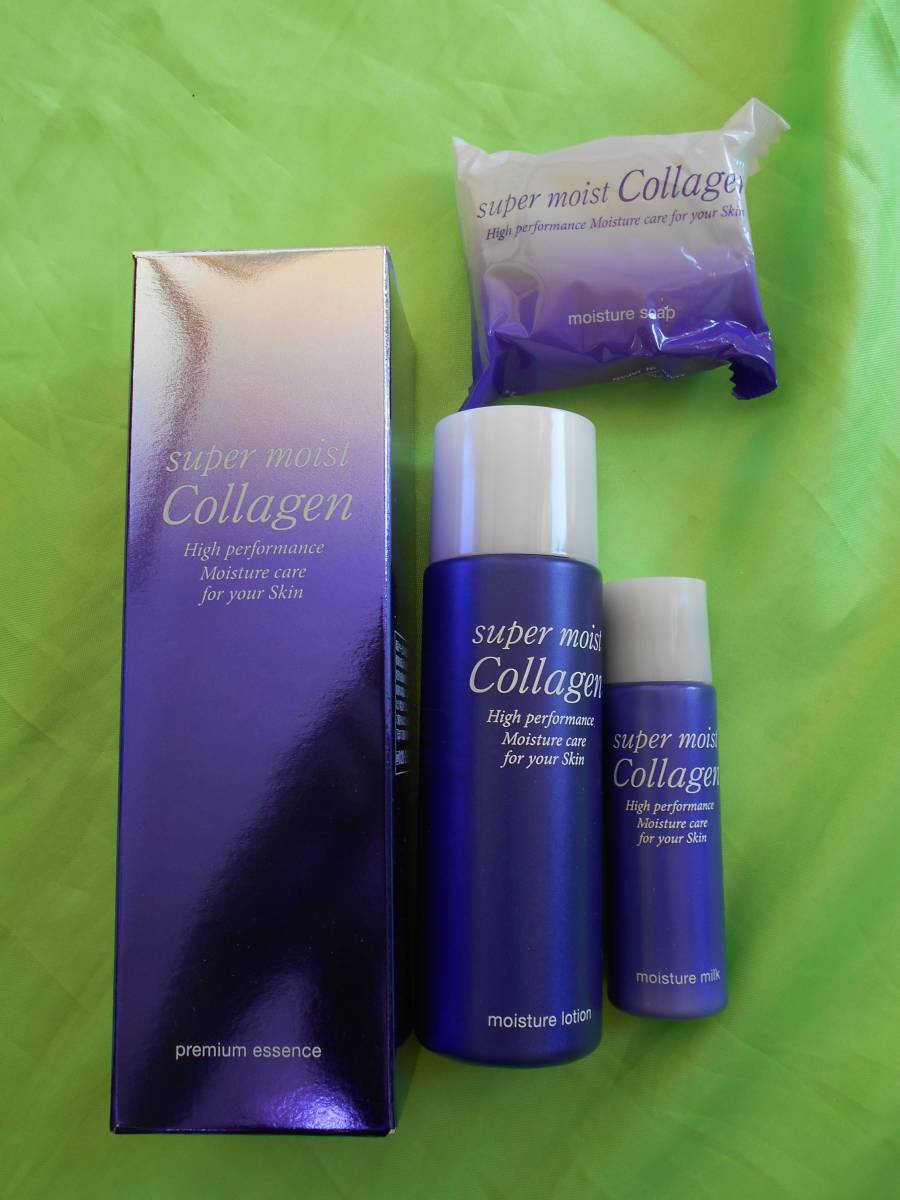 super moist Collagen
High performance Moisture care for your Skin
moisture soap
super moist
Collagen
High performance
Moisture care
for your Skin
premium essence
super moist
Collagen
High performance
Moisture care
for your Skin
moisture lotion
super moist
Collagen
High performance
Moisture care
for your Skin
moisture milk